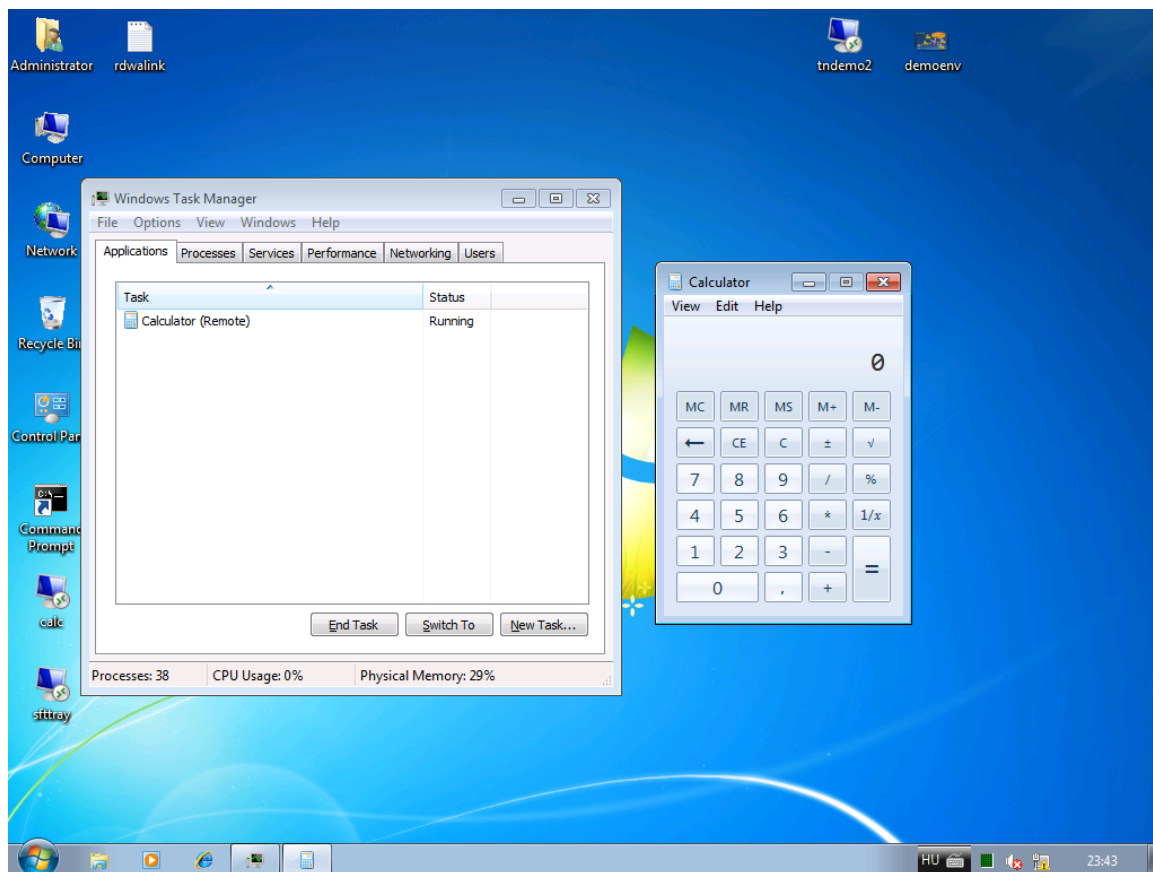 Administrator
rdwalink
tndemo2
demoenv
Computer
Network
Recycle Bi
Control Par
C:\_
Command
Prompt
calc
sfttray
Windows Task Manager
File Options View Windows Help
Applications Processes Services Performance Networking Users
Task Status
Calculator (Remote) Running
End Task Switch To New Task...
Processes: 38 CPU Usage: 0% Physical Memory: 29%
Calculator
View Edit Help
0
MC MR MS M+ M-
← CE C ± √
7 8 9 / %
4 5 6 * 1/x
1 2 3 - =
0 , +
HU 23:43